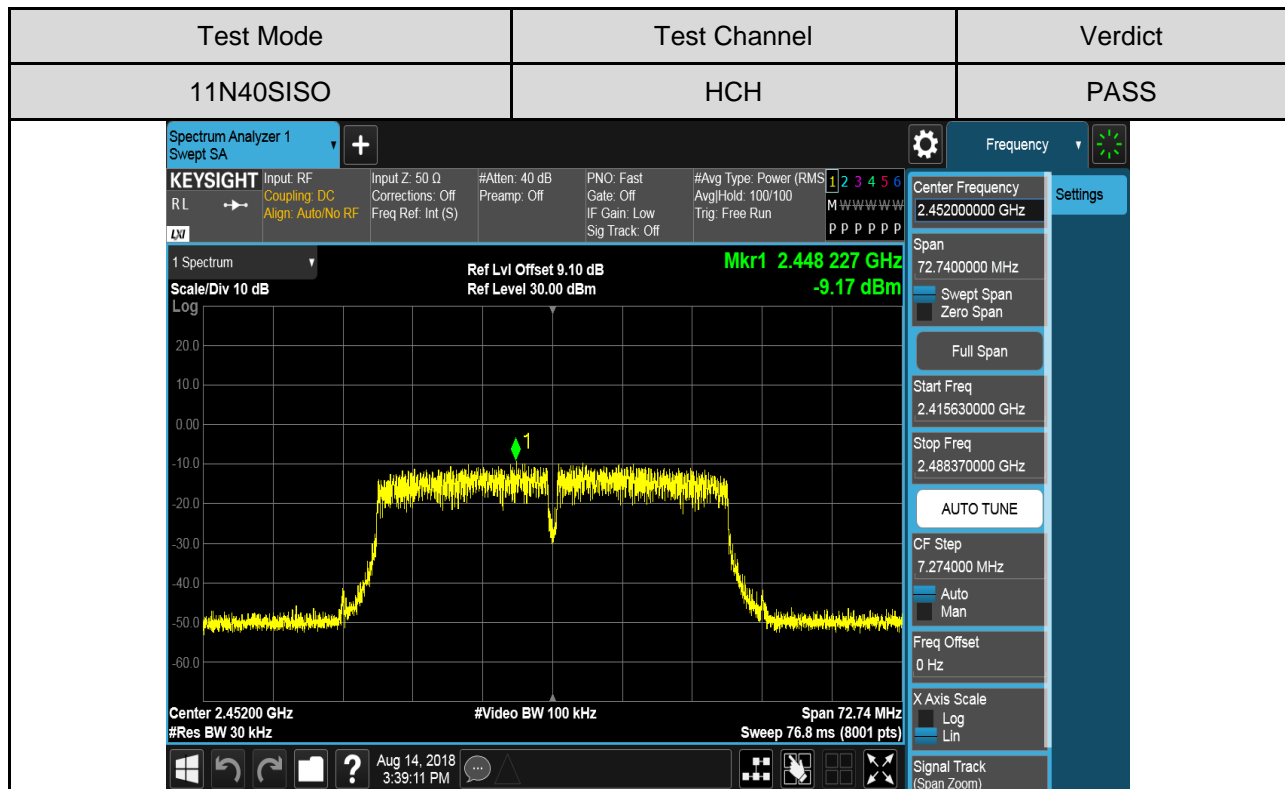 Test Mode Test Channel Verdict
11N40SISO HCH PASS
Spectrum Analyzer 1
Swept SA
Frequency
KEYSIGHT
R L
LXI
Input: RF
Coupling: DC
Align: Auto/No RF
Input Z: 50 Ω
Corrections: Off
Freq Ref: Int (S)
#Atten: 40 dB
Preamp: Off
PNO: Fast
Gate: Off
IF Gain: Low
Sig Track: Off
#Avg Type: Power (RMS
Avg|Hold: 100/100
Trig: Free Run
1 2 3 4 5 6
M W W W W W
P P P P P P
1 Spectrum
Scale/Div 10 dB
Ref Lvl Offset 9.10 dB
Ref Level 30.00 dBm
Mkr1 2.448 227 GHz
-9.17 dBm
Log
20.0
10.0
0.00
-10.0
-20.0
-30.0
-40.0
-50.0
-60.0
1
Center 2.45200 GHz
#Res BW 30 kHz
#Video BW 100 kHz
Span 72.74 MHz
Sweep 76.8 ms (8001 pts)
Aug 14, 2018
3:39:11 PM
Center Frequency
2.452000000 GHz
Settings
Span
72.7400000 MHz
Swept Span
Zero Span
Full Span
Start Freq
2.415630000 GHz
Stop Freq
2.488370000 GHz
AUTO TUNE
CF Step
7.274000 MHz
Auto
Man
Freq Offset
0 Hz
X Axis Scale
Log
Lin
Signal Track
(Span Zoom)